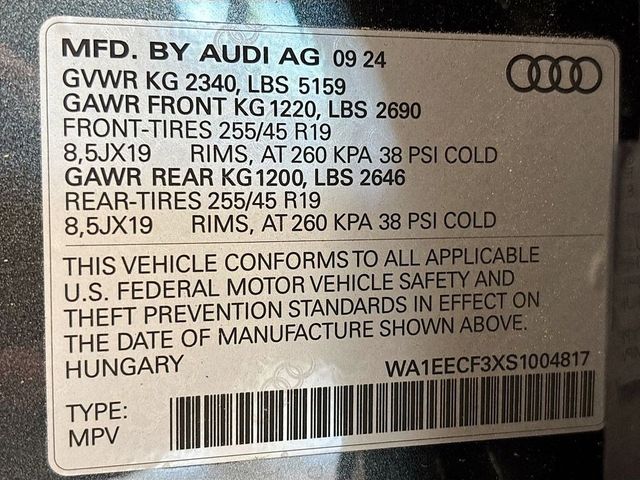 MFD. BY AUDI AG 09 24
GVWR KG 2340, LBS 5159
GAWR FRONT KG 1220, LBS 2690
FRONT-TIRES 255/45 R19
8,5JX19 RIMS, AT 260 KPA 38 PSI COLD
GAWR REAR KG 1200, LBS 2646
REAR-TIRES 255/45 R19
8,5JX19 RIMS, AT 260 KPA 38 PSI COLD
THIS VEHICLE CONFORMS TO ALL APPLICABLE
U.S. FEDERAL MOTOR VEHICLE SAFETY AND
THEFT PREVENTION STANDARDS IN EFFECT ON
THE DATE OF MANUFACTURE SHOWN ABOVE.
HUNGARY WA1EECF3XS1004817
TYPE:
MPV